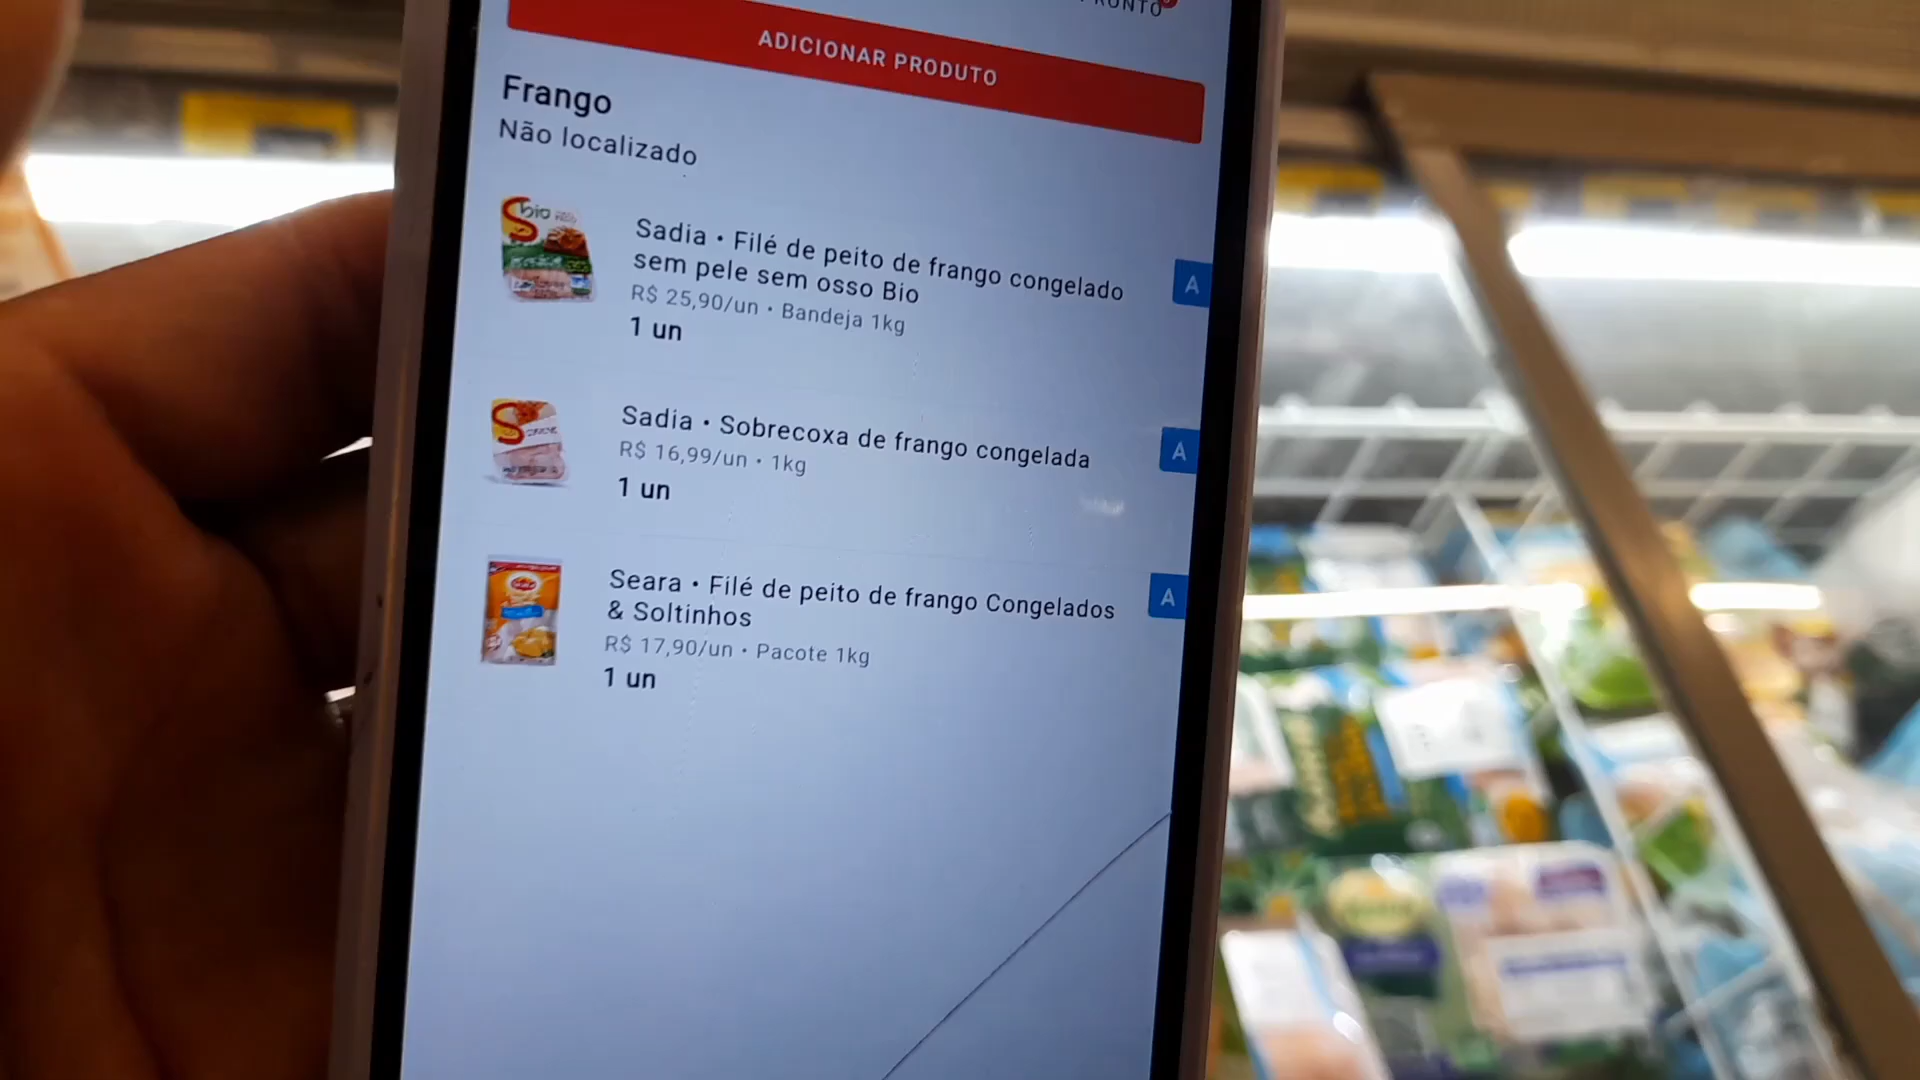 ADICIONAR PRODUTO
Frango
Não localizado
bio
Sadia • Filé de peito de frango congelado
sem pele sem osso Bio
R$ 25,90/un • Bandeja 1kg
1 un
A
Sadia • Sobrecoxa de frango congelada
R$ 16,99/un • 1kg
1 un
A
Seara • Filé de peito de frango Congelados
& Soltinhos
R$ 17,90/un • Pacote 1kg
1 un
A